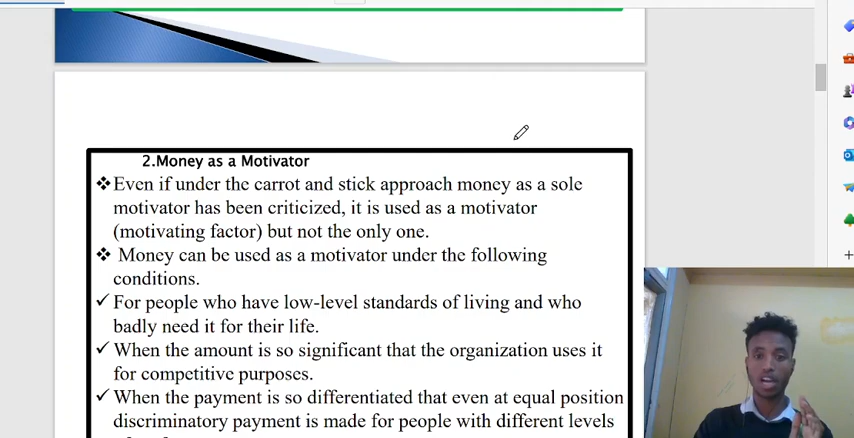 2.Money as a Motivator
❖Even if under the carrot and stick approach money as a sole
motivator has been criticized, it is used as a motivator
(motivating factor) but not the only one.
❖ Money can be used as a motivator under the following
conditions.
✓For people who have low-level standards of living and who
badly need it for their life.
✓When the amount is so significant that the organization uses it
for competitive purposes.
✓When the payment is so differentiated that even at equal position
discriminatory payment is made for people with different levels